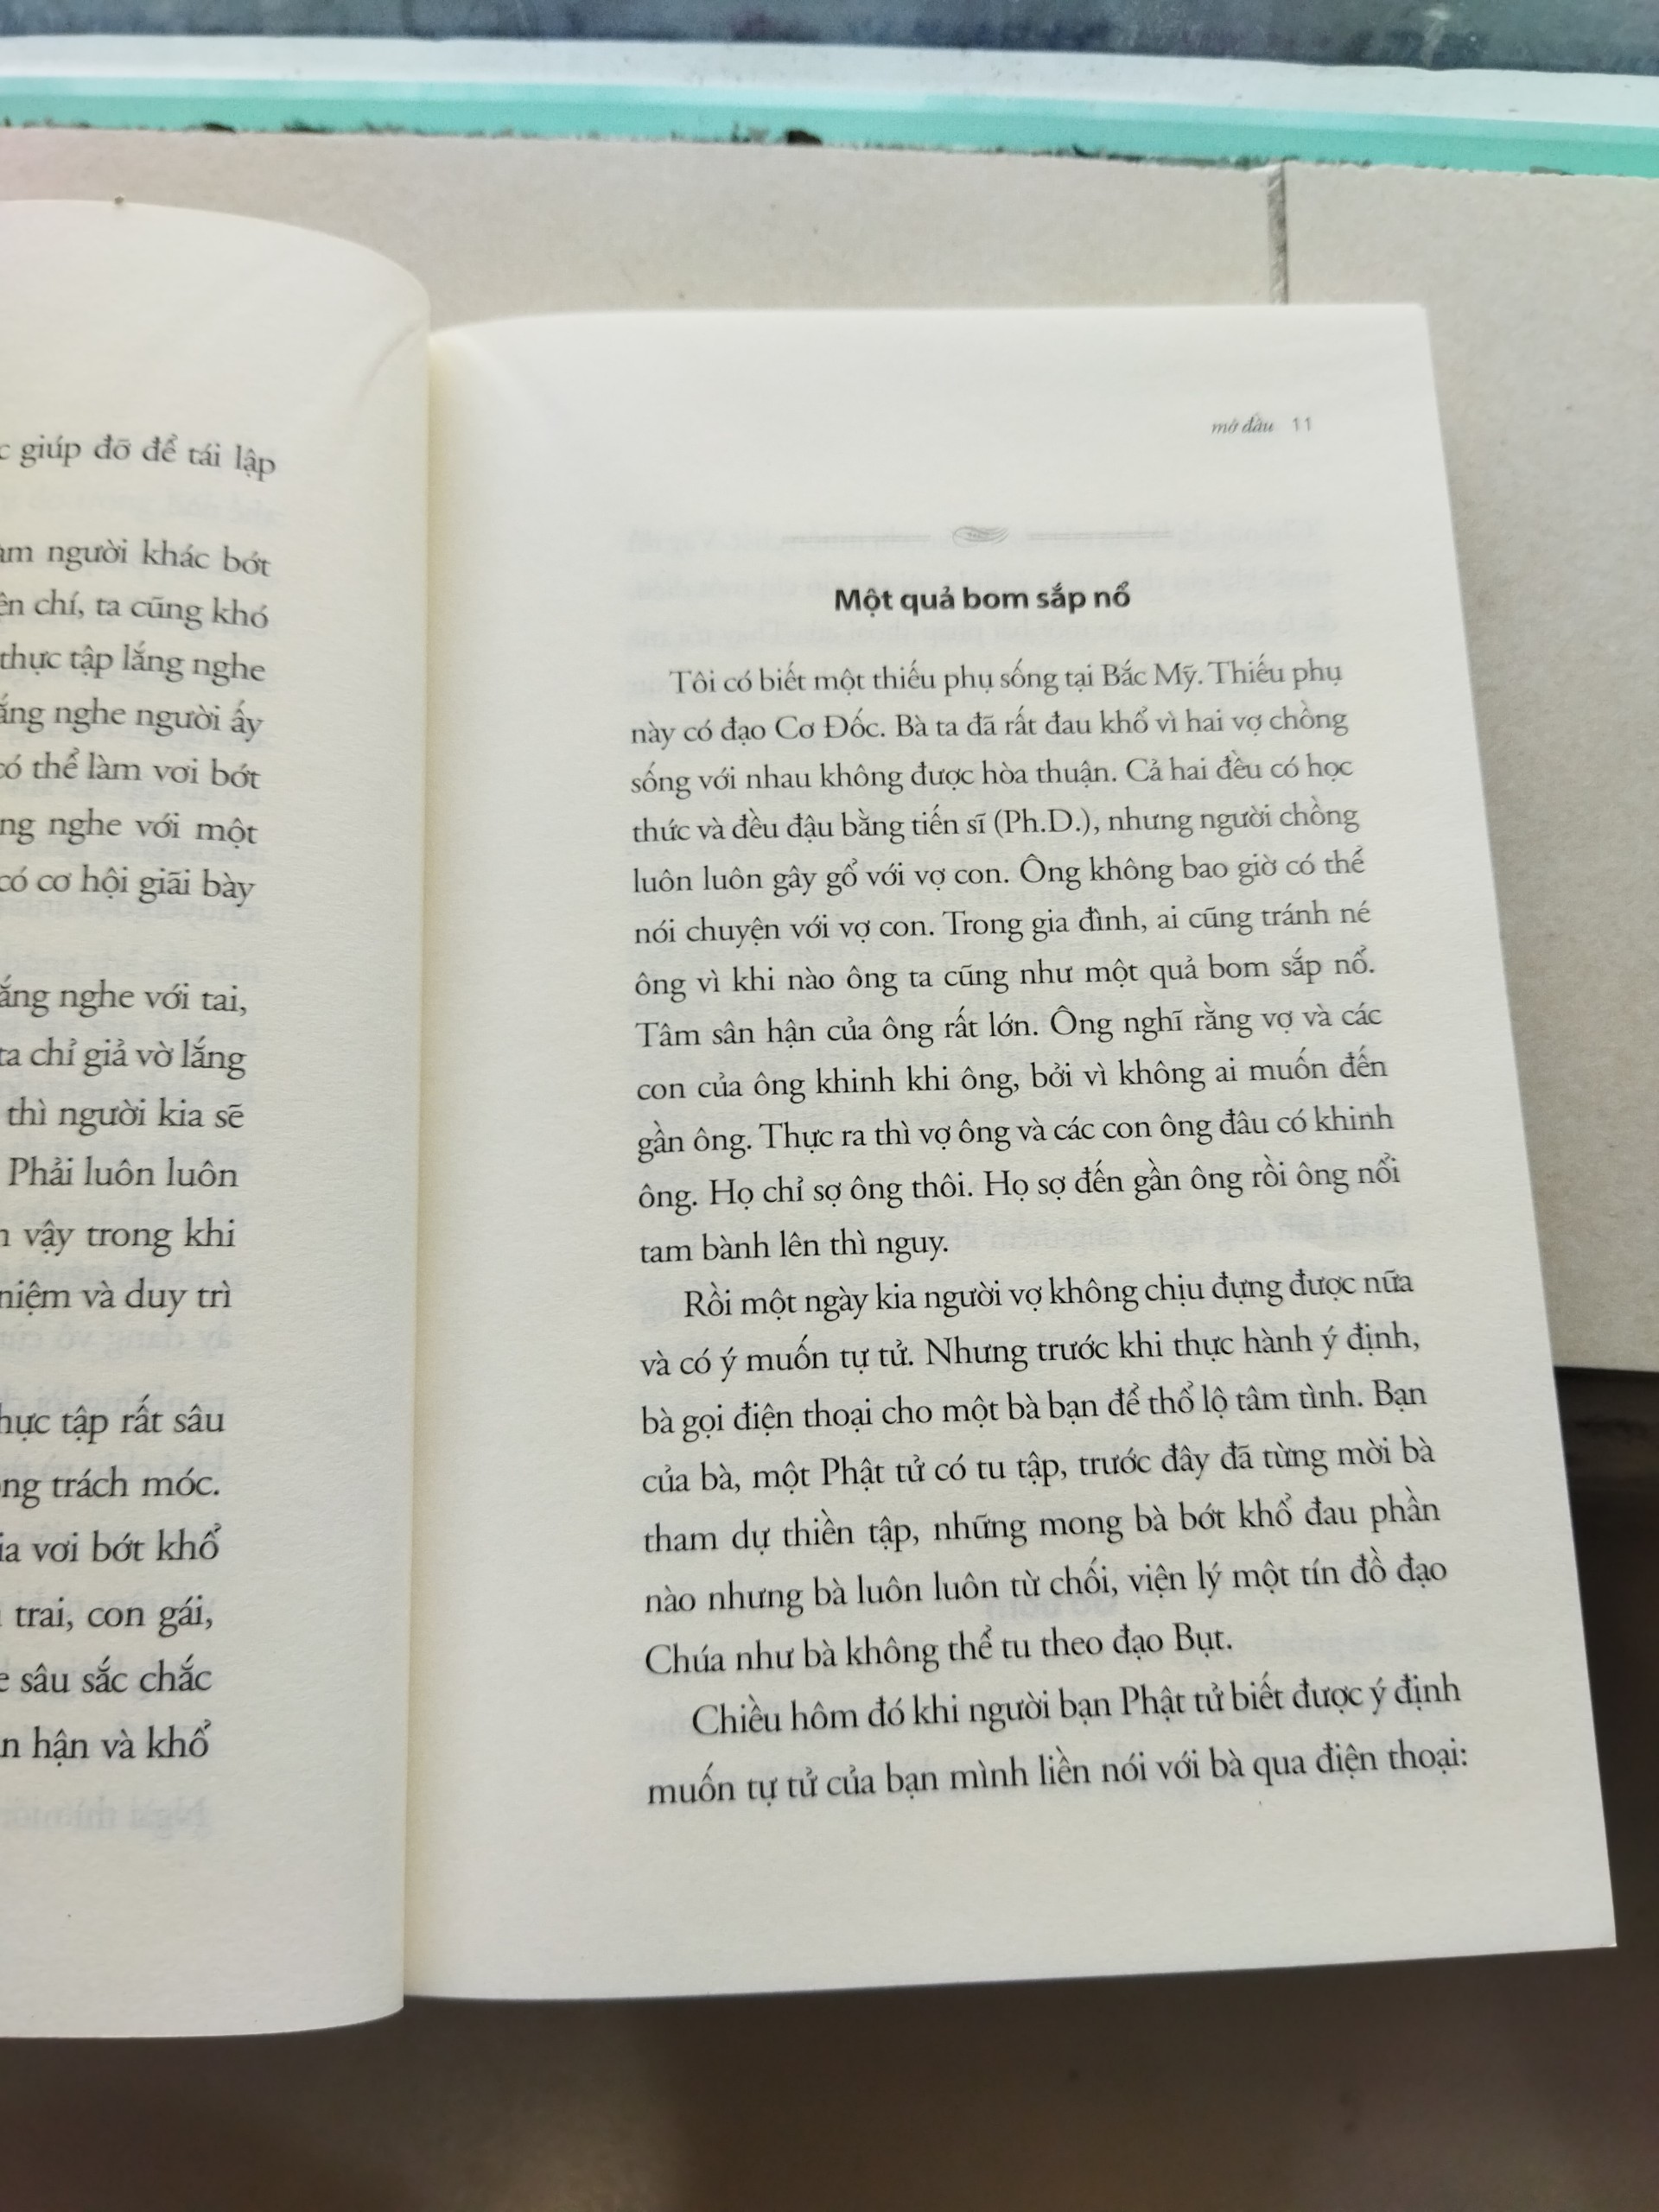 giúp đỡ để tái lập
người khác bớt
chí, ta cũng khó
thực tập lắng nghe
nghe người ấy
có thể làm vơi bớt
nghe với một
có cơ hội giãi bày
nghe với tai,
ta chỉ giả vờ lắng
thì người kia sẽ
Phải luôn luôn
vậy trong khi
niệm và duy trì
tập rất sâu
trách móc.
vơi bớt khổ
trai, con gái,
sâu sắc chắc
hận và khổ
mở đầu 11
Một quả bom sắp nổ
Tôi có biết một thiếu phụ sống tại Bắc Mỹ. Thiếu phụ
này có đạo Cơ Đốc. Bà ta đã rất đau khổ vì hai vợ chồng
sống với nhau không được hòa thuận. Cả hai đều có học
thức và đều đậu bằng tiến sĩ (Ph.D.), nhưng người chồng
luôn luôn gây gổ với vợ con. Ông không bao giờ có thể
nói chuyện với vợ con. Trong gia đình, ai cũng tránh né
ông vì khi nào ông ta cũng như một quả bom sắp nổ.
Tâm sân hận của ông rất lớn. Ông nghĩ rằng vợ và các
con của ông khinh khi ông, bởi vì không ai muốn đến
gần ông. Thực ra thì vợ ông và các con ông đâu có khinh
ông. Họ chỉ sợ ông thôi. Họ sợ đến gần ông rồi ông nổi
tam bành lên thì nguy.
Rồi một ngày kia người vợ không chịu đựng được nữa
và có ý muốn tự tử. Nhưng trước khi thực hành ý định,
bà gọi điện thoại cho một bà bạn để thổ lộ tâm tình. Bạn
của bà, một Phật tử có tu tập, trước đây đã từng mời bà
tham dự thiền tập, những mong bà bớt khổ đau phần
nào nhưng bà luôn luôn từ chối, viện lý một tín đồ đạo
Chúa như bà không thể tu theo đạo Bụt.
Chiều hôm đó khi người bạn Phật tử biết được ý định
muốn tự tử của bạn mình liền nói với bà qua điện thoại: